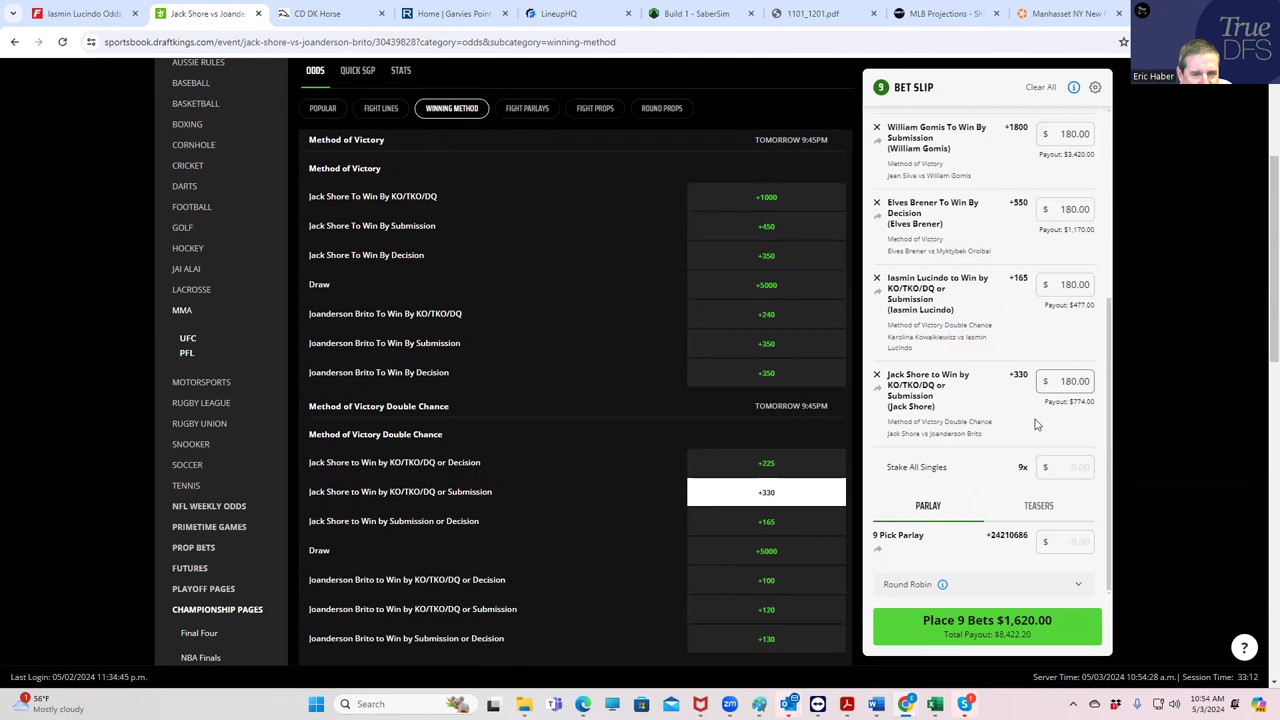 Iasmin Lucindo Odds
Jack Shore vs Joanderson
CD DK Horse
Home | Garvies Point
LineupHQ
Build 1 - SaberSim
1101_1201.pdf
MLB Projections - Sh
Manhasset NY New C
sportsbook.draftkings.com/event/jack-shore-vs-joanderson-brito/30439828?category=odds&subcategory=winning-method
True
DFS
Eric Haber
AUSSIE RULES
BASEBALL
BASKETBALL
BOXING
CORNHOLE
CRICKET
DARTS
FOOTBALL
GOLF
HOCKEY
JAI ALAI
LACROSSE
MMA
UFC
PFL
MOTORSPORTS
RUGBY LEAGUE
RUGBY UNION
SNOOKER
SOCCER
TENNIS
NFL WEEKLY ODDS
PRIMETIME GAMES
PROP BETS
FUTURES
PLAYOFF PAGES
CHAMPIONSHIP PAGES
Final Four
NBA Finals
ODDS QUICK SGP STATS
POPULAR FIGHT LINES WINNING METHOD FIGHT PARLAYS FIGHT PROPS ROUND PROPS
Method of Victory TOMORROW 9:45PM
Method of Victory
Jack Shore To Win By KO/TKO/DQ +1000
Jack Shore To Win By Submission +450
Jack Shore To Win By Decision +350
Draw +5000
Joanderson Brito To Win By KO/TKO/DQ +240
Joanderson Brito To Win By Submission +350
Joanderson Brito To Win By Decision +350
Method of Victory Double Chance TOMORROW 9:45PM
Method of Victory Double Chance
Jack Shore to Win by KO/TKO/DQ or Decision +225
Jack Shore to Win by KO/TKO/DQ or Submission +330
Jack Shore to Win by Submission or Decision +165
Draw +5000
Joanderson Brito to Win by KO/TKO/DQ or Decision +100
Joanderson Brito to Win by KO/TKO/DQ or Submission +120
Joanderson Brito to Win by Submission or Decision +130
9 BET SLIP Clear All
William Gomis To Win By +1800 $ 180.00
Submission
(William Gomis) Payout: $3,420.00
Method of Victory
Jean Silva vs William Gomis
Elves Brener To Win By +550 $ 180.00
Decision
(Elves Brener) Payout: $1,170.00
Method of Victory
Elves Brener vs Myktybek Orolbai
Iasmin Lucindo to Win by +165 $ 180.00
KO/TKO/DQ or
Submission Payout: $477.00
(Iasmin Lucindo)
Method of Victory Double Chance
Karolina Kowalkiewicz vs Iasmin
Lucindo
Jack Shore to Win by +330 $ 180.00
KO/TKO/DQ or
Submission Payout: $774.00
(Jack Shore)
Method of Victory Double Chance
Jack Shore vs Joanderson Brito
Stake All Singles 9x $ 0.00
PARLAY TEASERS
9 Pick Parlay +24210686 $ 0.00
Round Robin
Place 9 Bets $1,620.00
Total Payout: $8,422.20
?
Last Login: 05/02/2024 11:34:45 p.m. Server Time: 05/03/2024 10:54:28 a.m.| Session Time: 33:12
56°F
Mostly cloudy
Search
10:54 AM
5/3/2024